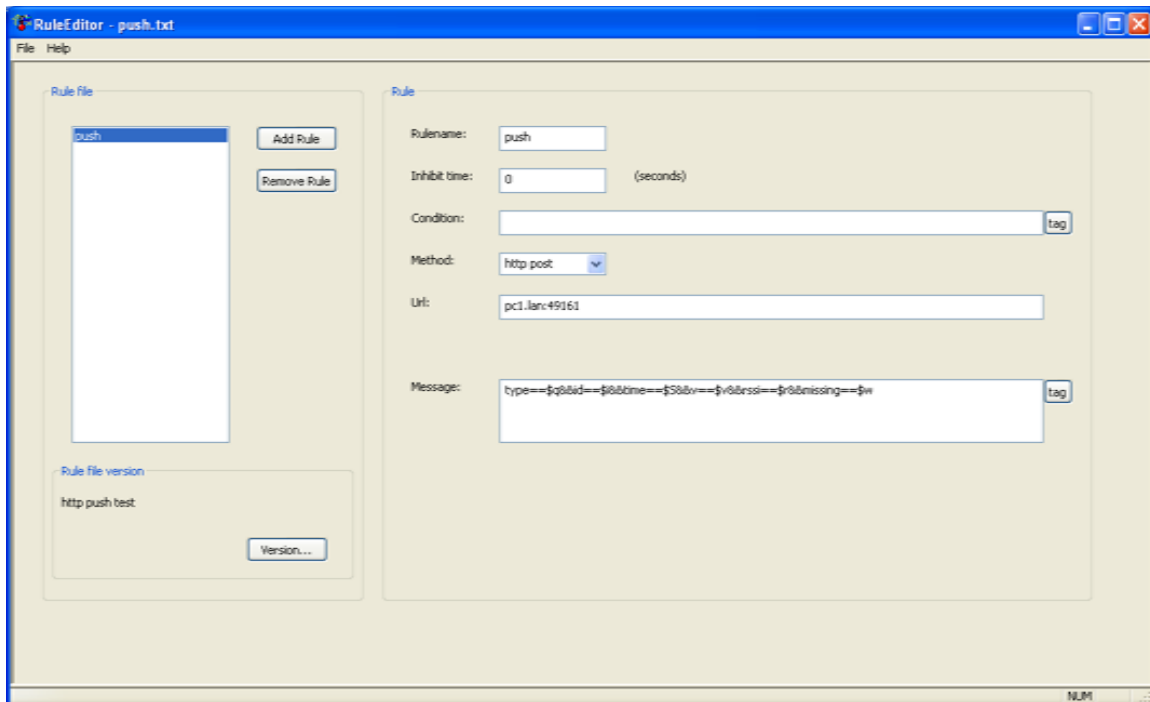 RuleEditor - push.txt
File Help
Rule file
push
Add Rule
Remove Rule
Rule file version
http push test
Version...
Rule
Rulename: push
Inhibit time: 0 (seconds)
Condition: tag
Method: http post
Url: pc1.lan:49161
Message: type==$q&&id==$i&&time==$S&&v==$v&&rssi==$r&&missing==$w tag
NUM